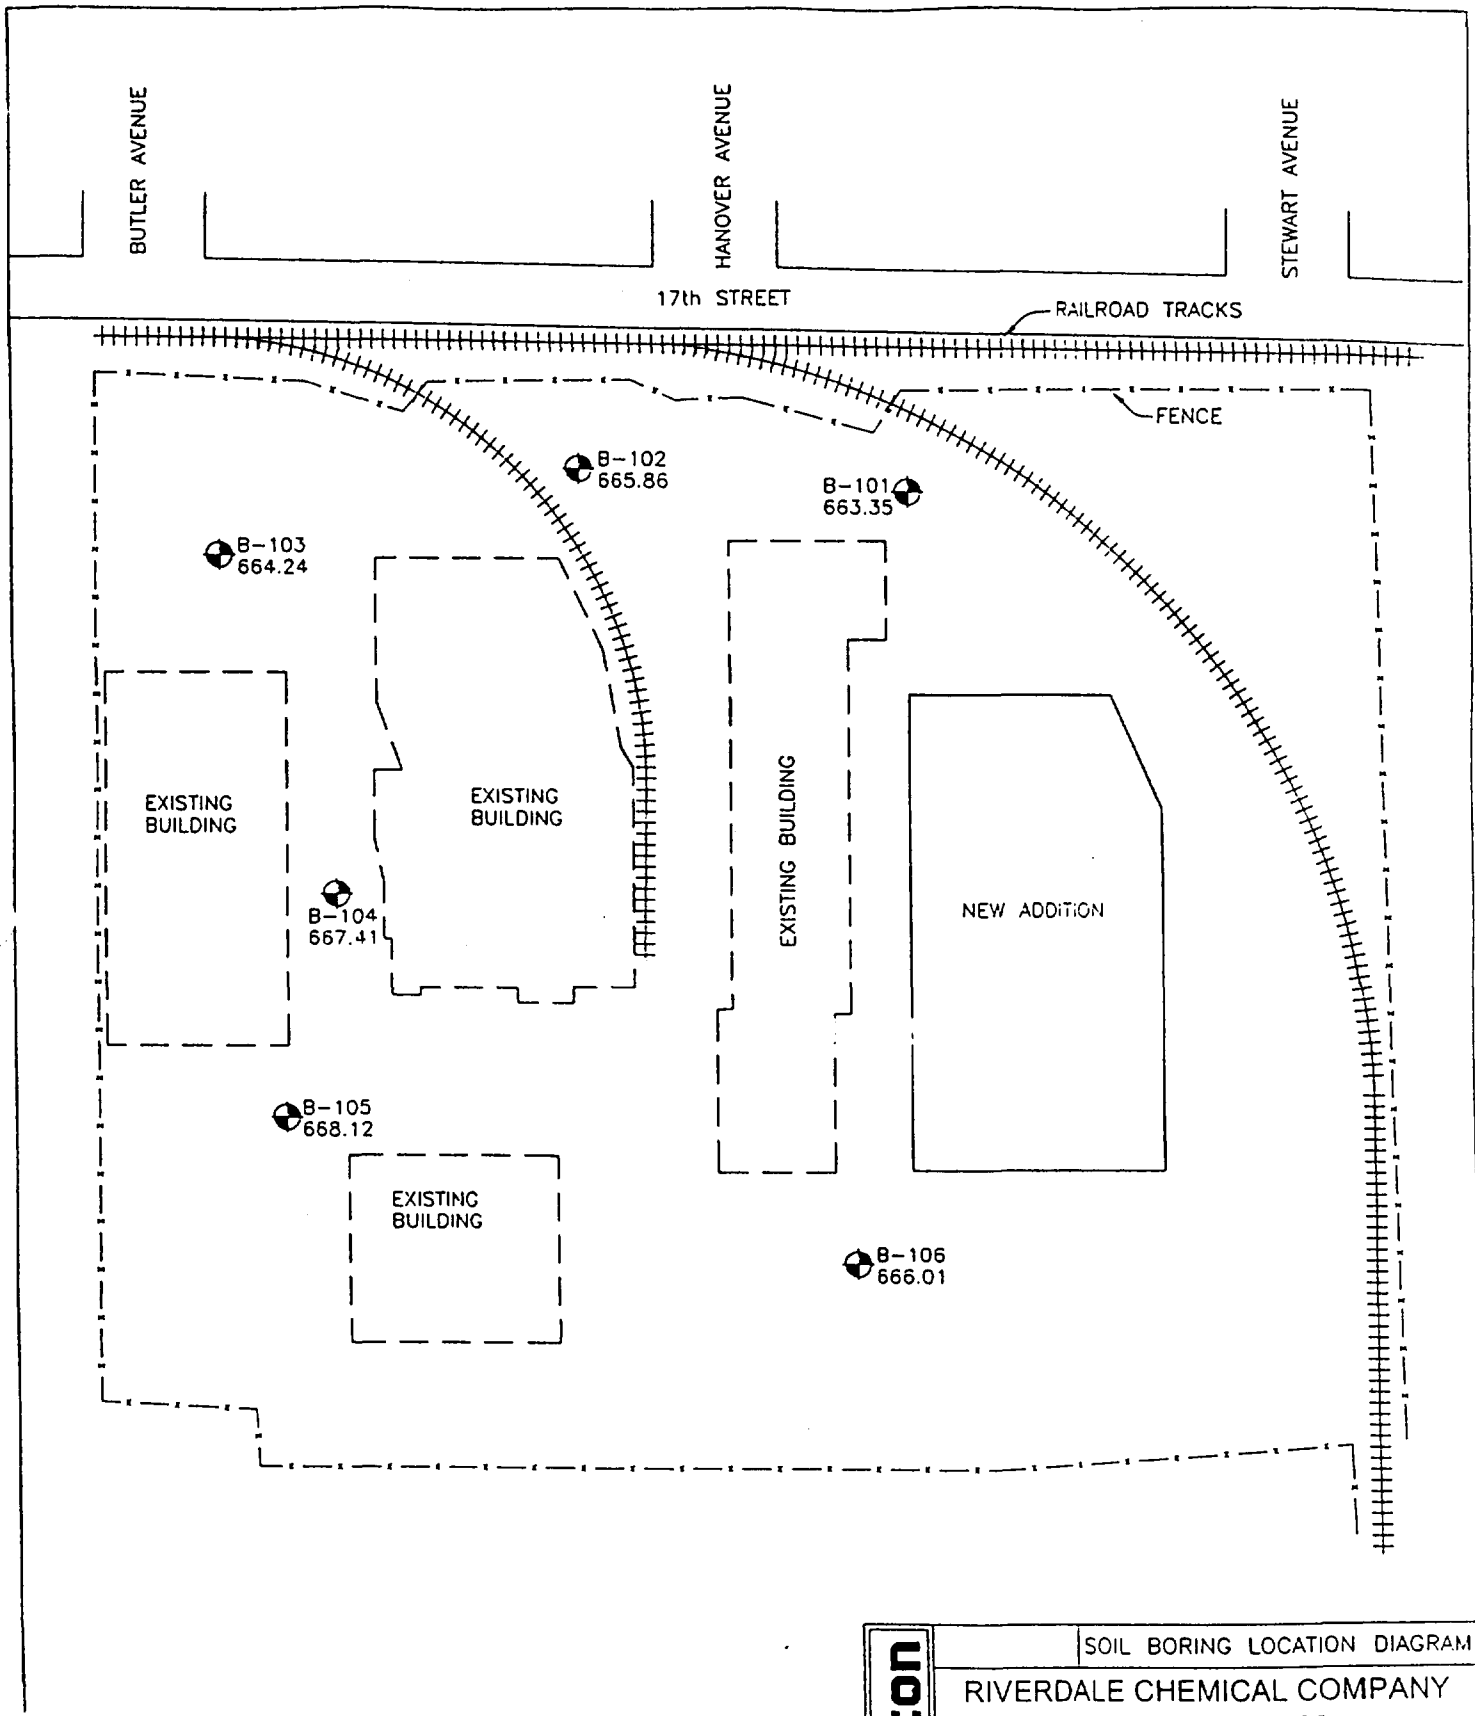 BUTLER AVENUE
HANOVER AVENUE
STEWART AVENUE
17th STREET
RAILROAD TRACKS
FENCE
B-102
665.86
B-101
663.35
B-103
664.24
EXISTING
BUILDING
EXISTING
BUILDING
EXISTING BUILDING
NEW ADDITION
B-104
667.41
B-105
668.12
EXISTING
BUILDING
B-106
666.01
SOIL BORING LOCATION DIAGRAM
RIVERDALE CHEMICAL COMPANY